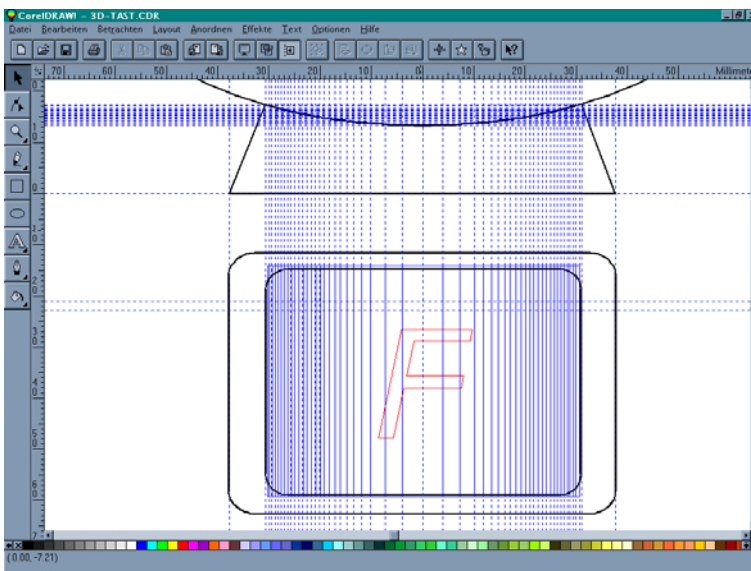 CorelDRAW! - 3D-TAST.CDR
Datei Bearbeiten Betrachten Layout Anordnen Effekte Text Optionen Hilfe
70 60 50 40 30 20 10 0 10 20 30 40 50 Millimeter
F
(0.00, -7.21)